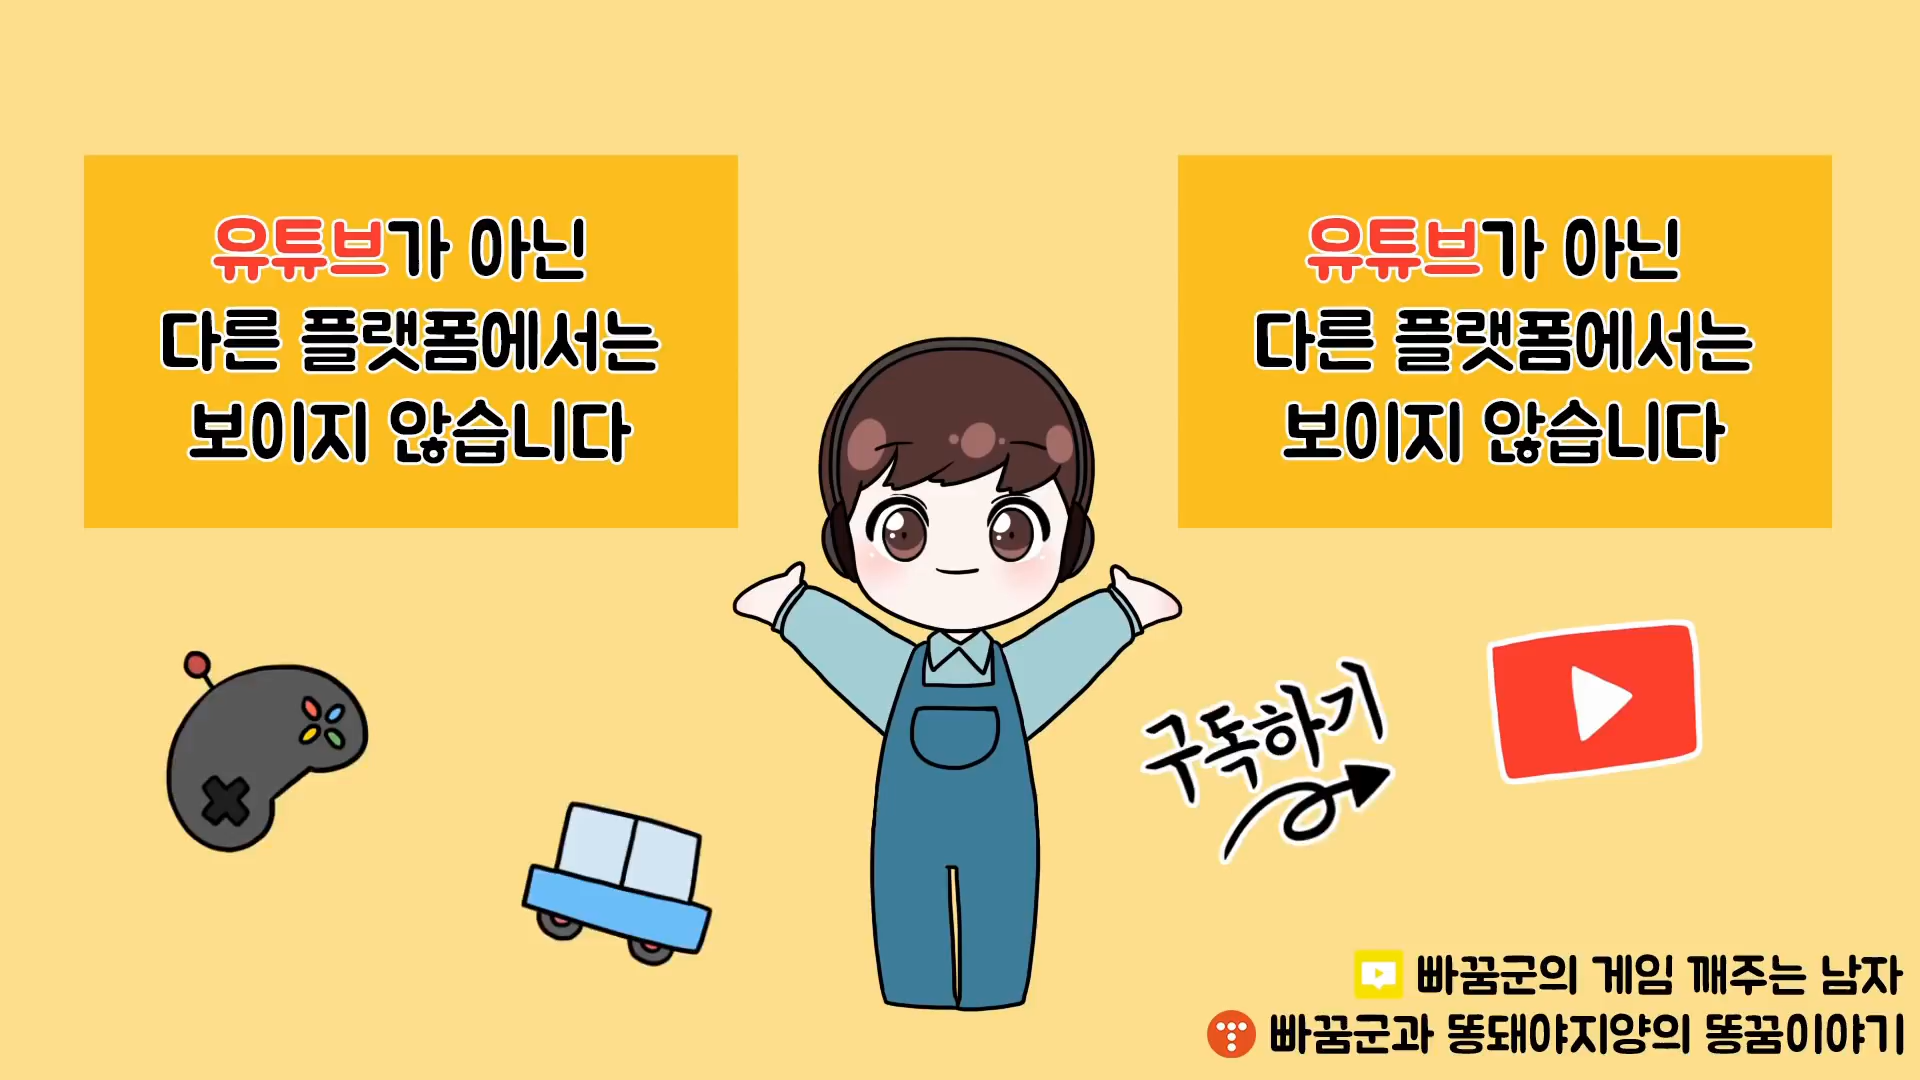 유튜브가 아닌
다른 플랫폼에서는
보이지 않습니다
유튜브가 아닌
다른 플랫폼에서는
보이지 않습니다
구독하기
빠꿈군의 게임 깨주는 남자
빠꿈군과 똥돼야지양의 똥꿈이야기